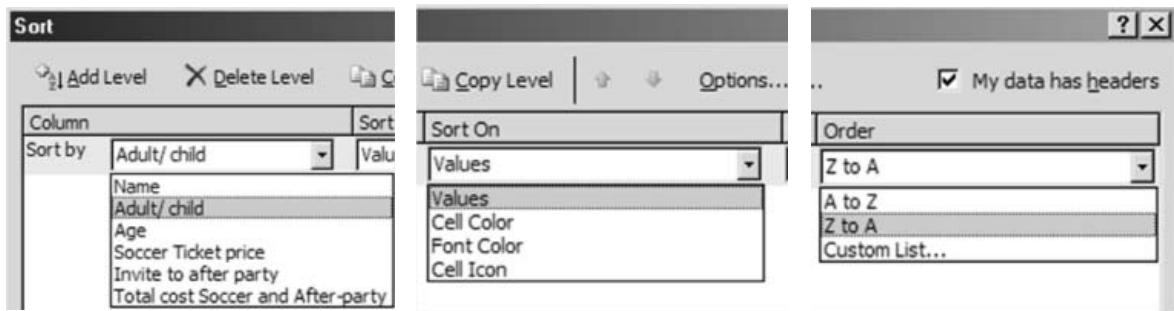 Sort
Add Level Delete Level C
Column Sort
Sort by Adult/ child Valu
Name
Adult/ child
Age
Soccer Ticket price
Invite to after party
Total cost Soccer and After-party
Copy Level Options...
Sort On
Values
Values
Cell Color
Font Color
Cell Icon
? X
.. My data has headers
Order
Z to A
A to Z
Z to A
Custom List...